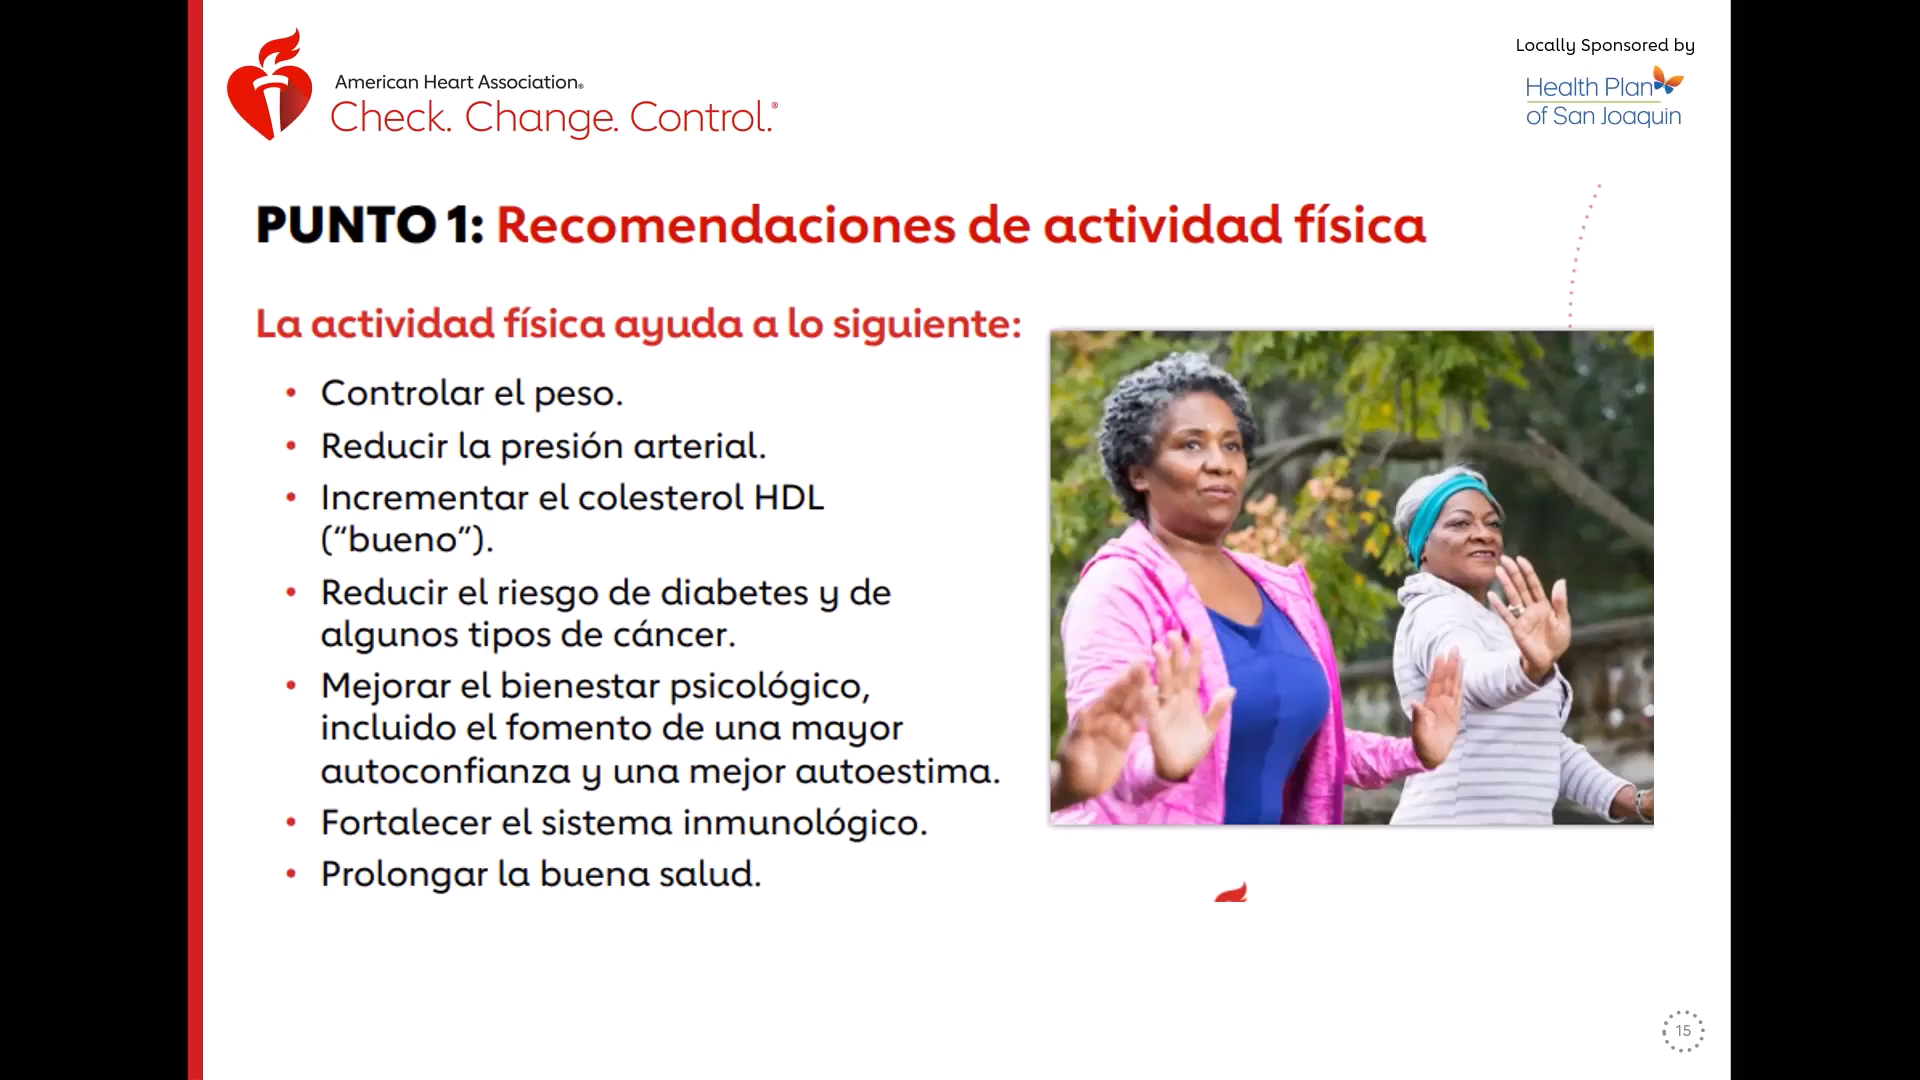 Locally Sponsored by
Health Plan
of San Joaquin
American Heart Association®
Check. Change. Control.®
PUNTO 1: Recomendaciones de actividad física
La actividad física ayuda a lo siguiente:
• Controlar el peso.
• Reducir la presión arterial.
• Incrementar el colesterol HDL
(“bueno”).
• Reducir el riesgo de diabetes y de
algunos tipos de cáncer.
• Mejorar el bienestar psicológico,
incluido el fomento de una mayor
autoconfianza y una mejor autoestima.
• Fortalecer el sistema inmunológico.
• Prolongar la buena salud.
15